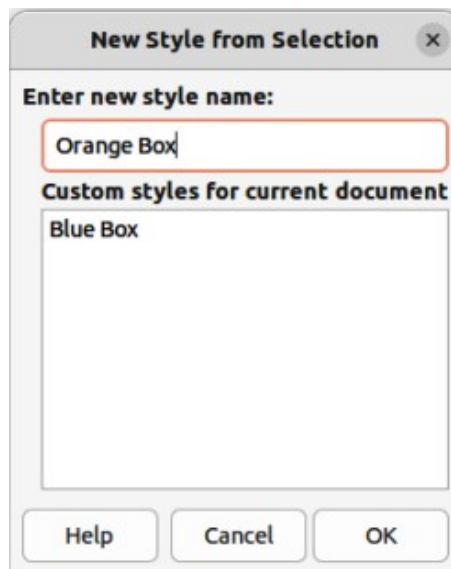 New Style from Selection
Enter new style name:
Orange Box
Custom styles for current document
Blue Box
Help Cancel OK